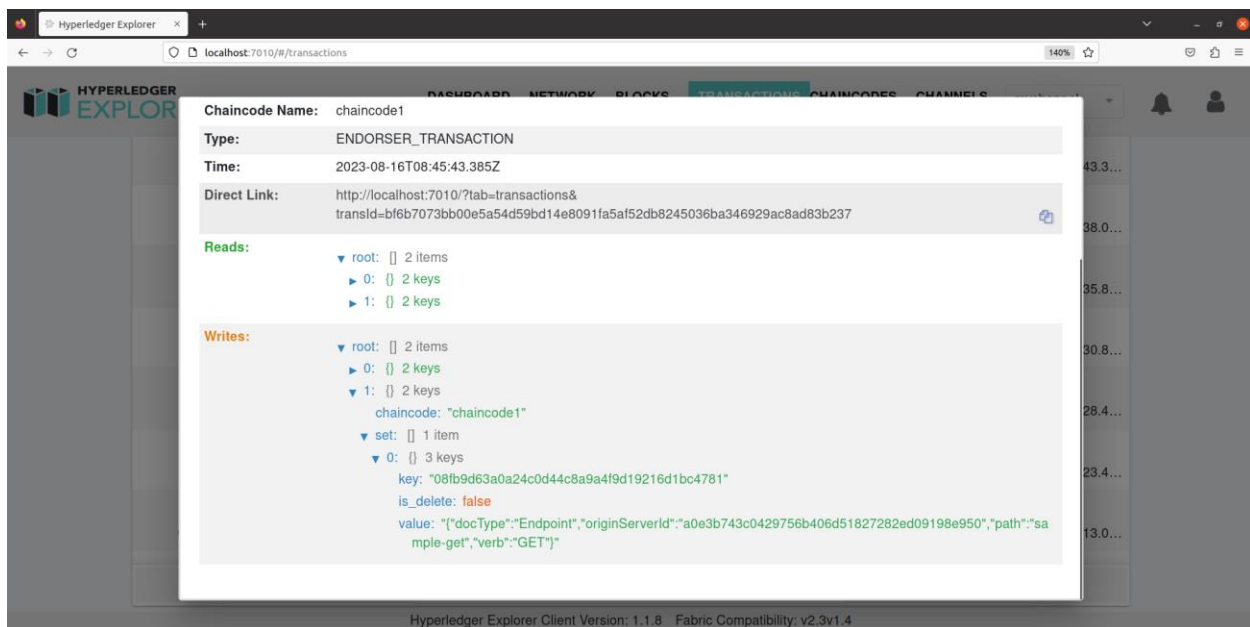 Hyperledger Explorer
localhost:7010/#/transactions
140%
HYPERLEDGER
EXPLOR
DASHBOARD NETWORK BLOCKS TRANSACTIONS CHAINCODES CHANNELS
Chaincode Name: chaincode1
Type: ENDORSER_TRANSACTION
Time: 2023-08-16T08:45:43.385Z
43.3...
Direct Link: http://localhost:7010/?tab=transactions&
transId=bf6b7073bb00e5a54d59bd14e8091fa5af52db8245036ba346929ac8ad83b237
38.0...
Reads:
root: [] 2 items
0: {} 2 keys
35.8...
1: {} 2 keys
Writes:
root: [] 2 items
30.8...
0: {} 2 keys
1: {} 2 keys
chaincode: "chaincode1"
28.4...
set: [] 1 item
0: {} 3 keys
key: "08fb9d63a0a24c0d44c8a9a4f9d19216d1bc4781"
23.4...
is_delete: false
value: "{"docType":"Endpoint","originServerId":"a0e3b743c0429756b406d51827282ed09198e950","path":"sa
mple-get","verb":"GET"}"
13.0...
Hyperledger Explorer Client Version: 1.1.8 Fabric Compatibility: v2.3v1.4